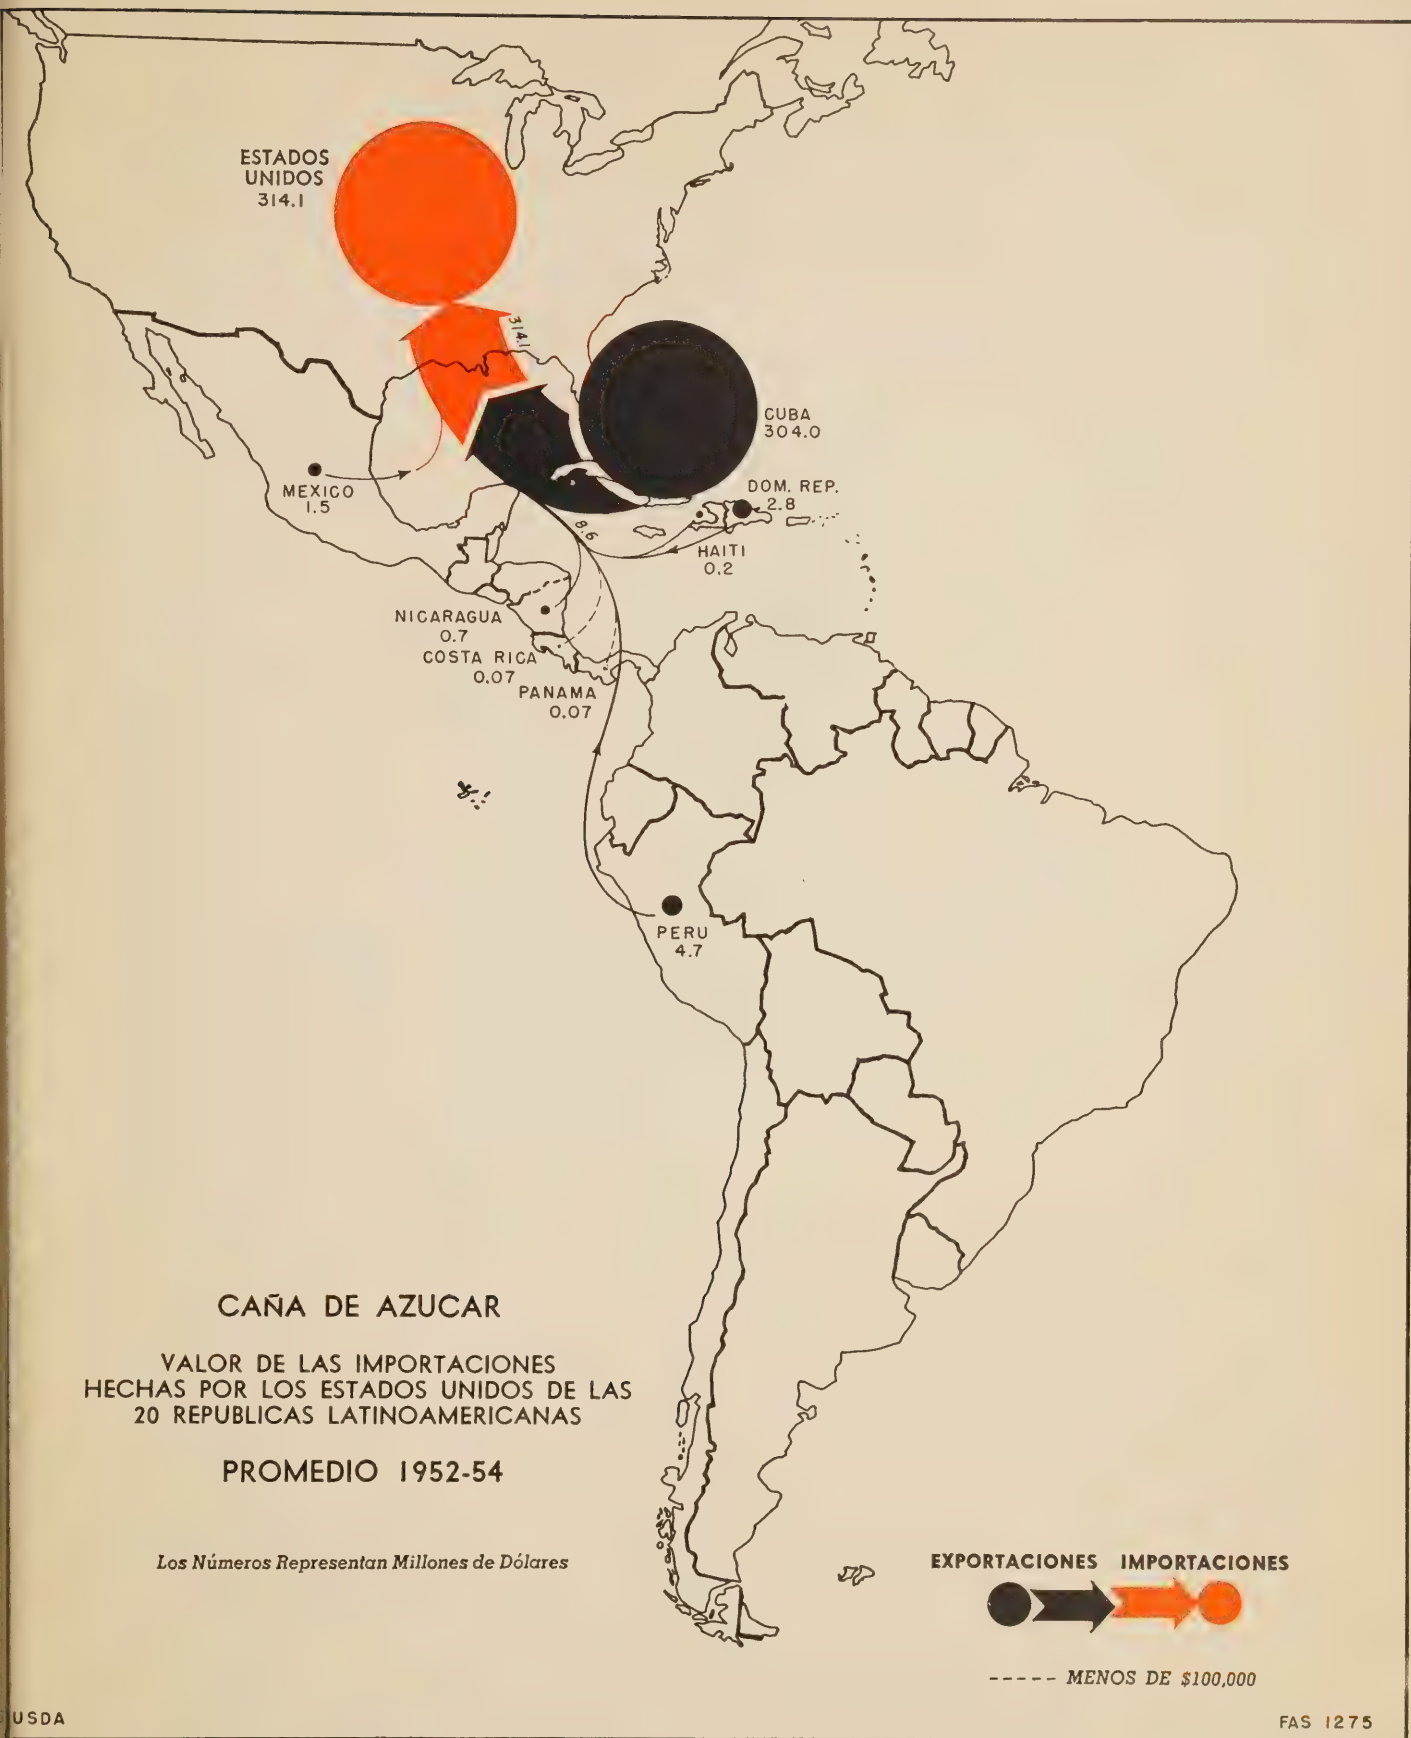 ESTADOS
UNIDOS
314.1
314.1
CUBA
304.0
MEXICO
1.5
DOM. REP.
2.8
8.6
HAITI
0.2
NICARAGUA
0.7
COSTA RICA
0.07
PANAMA
0.07
PERU
4.7
CAÑA DE AZUCAR
VALOR DE LAS IMPORTACIONES
HECHAS POR LOS ESTADOS UNIDOS DE LAS
20 REPUBLICAS LATINOAMERICANAS
PROMEDIO 1952-54
Los Números Representan Millones de Dólares
EXPORTACIONES IMPORTACIONES
----- MENOS DE $100,000
USDA
FAS 1275